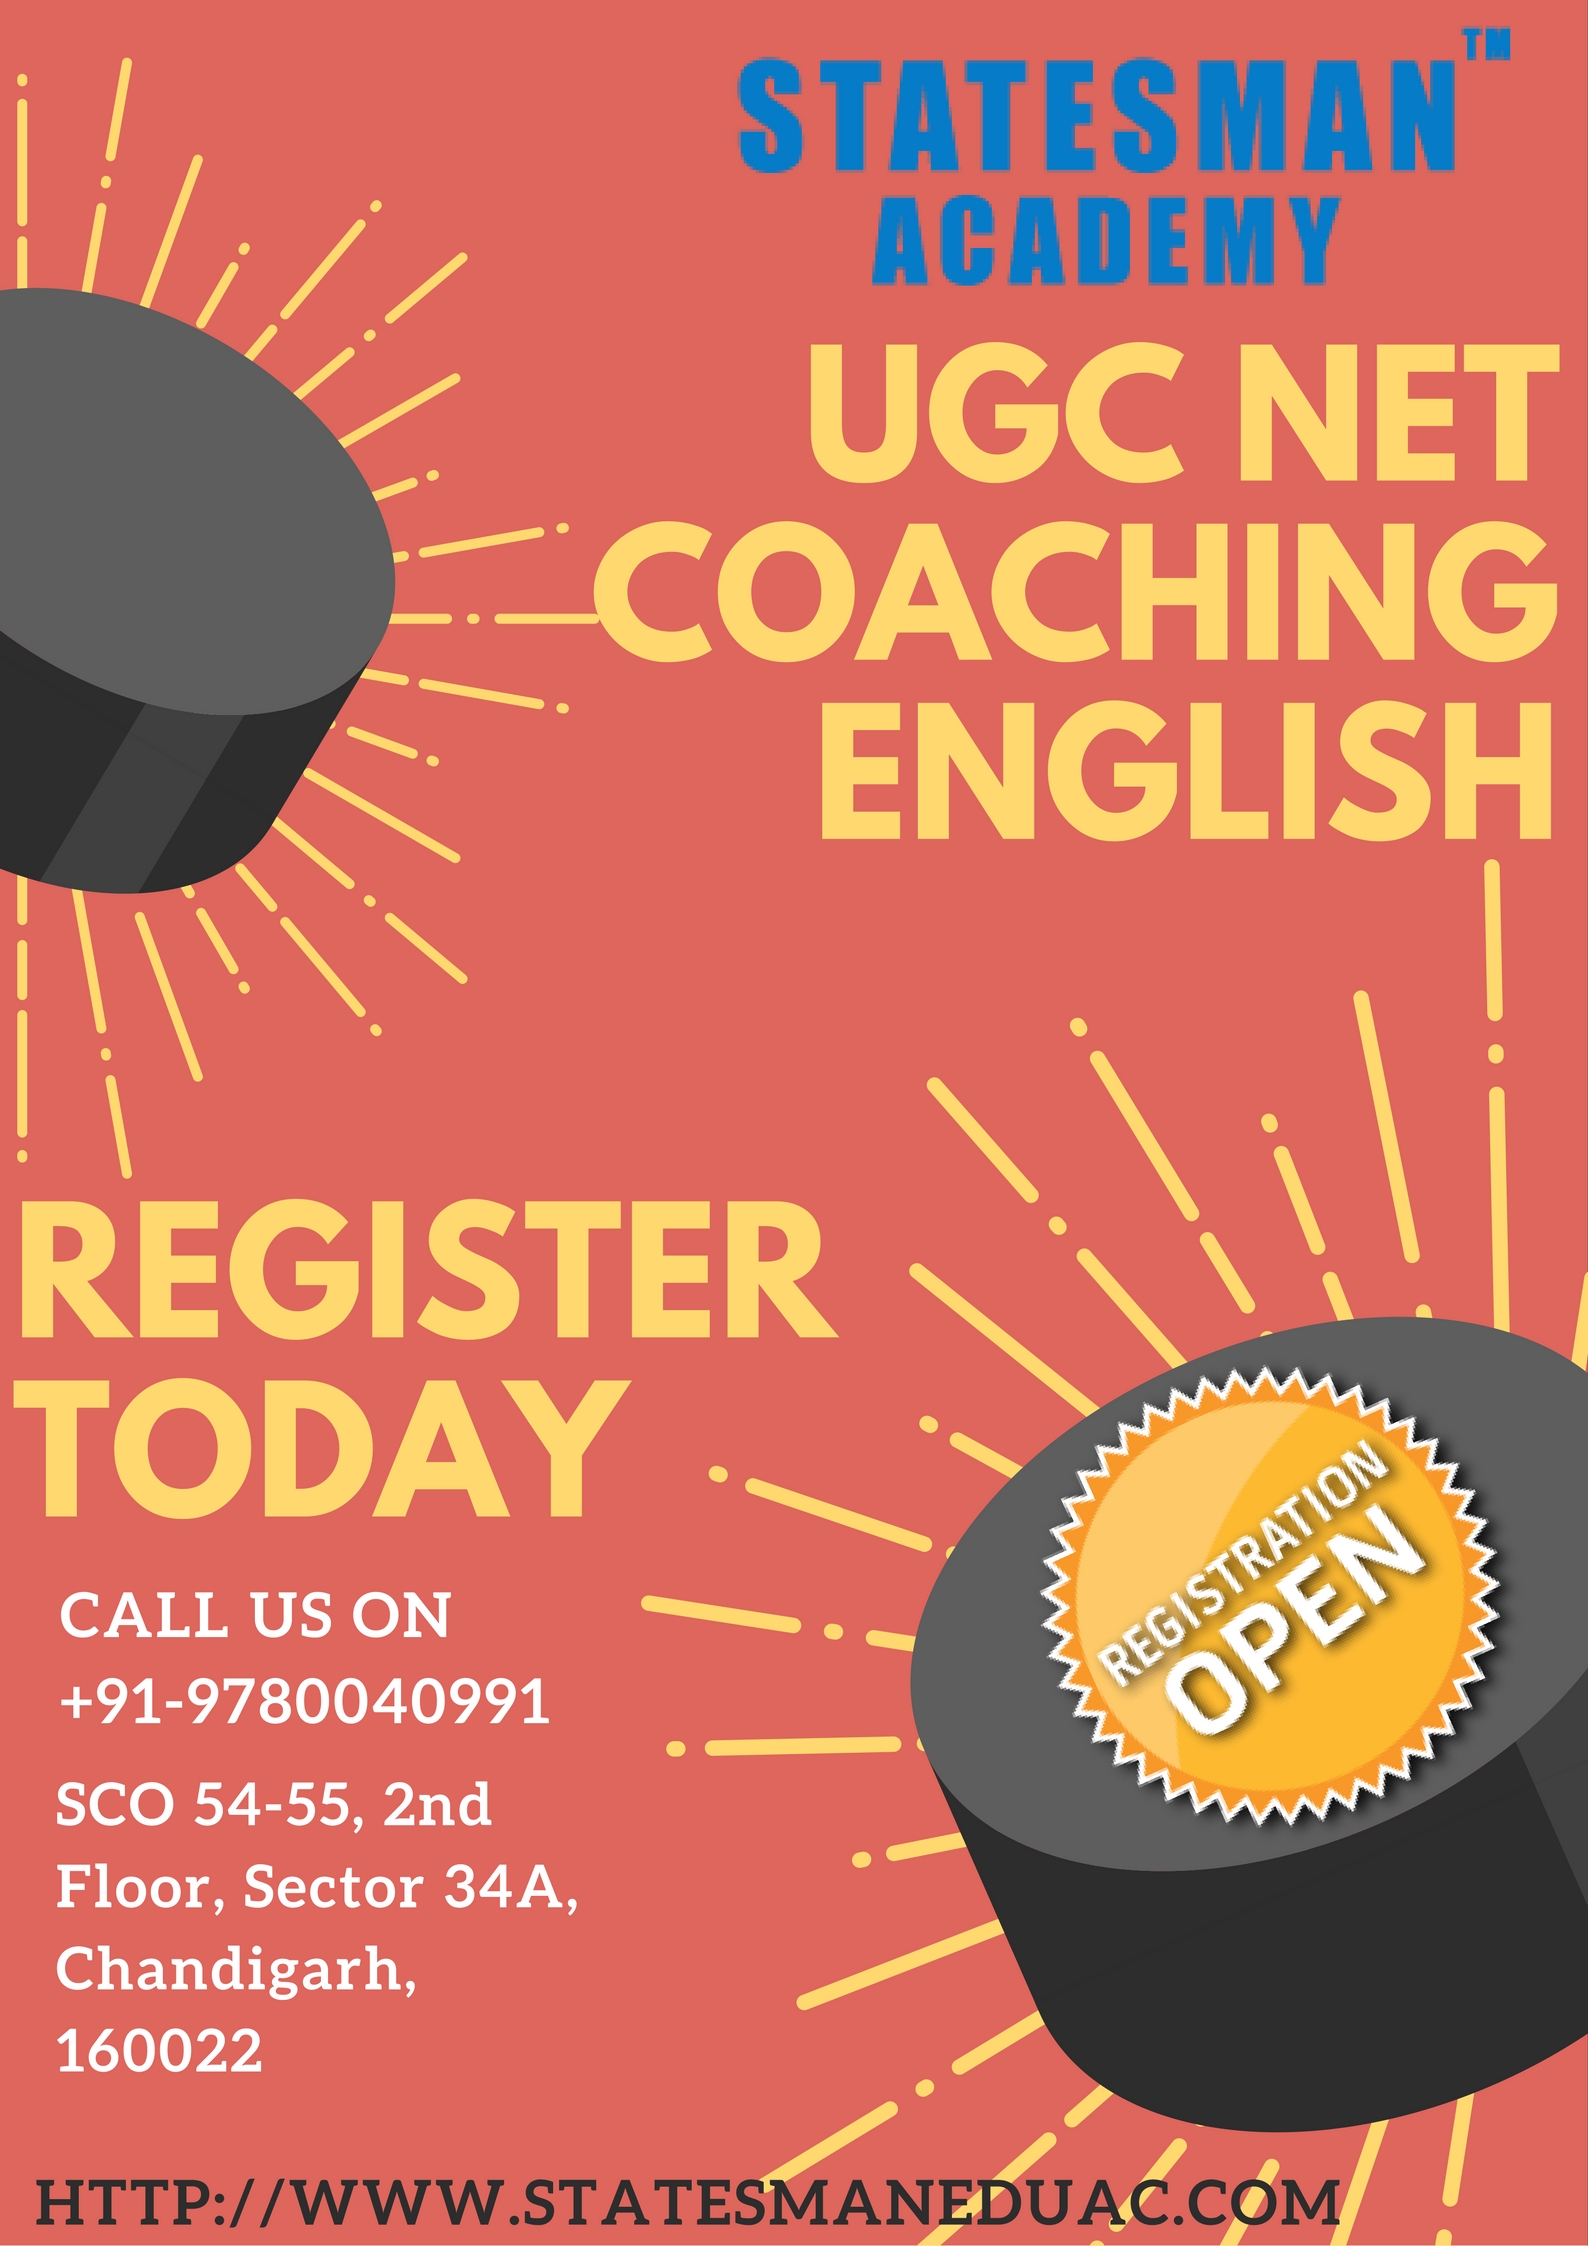 STATESMAN™
ACADEMY
UGC NET
COACHING
ENGLISH
REGISTER
TODAY
REGISTRATION
OPEN
CALL US ON
+91-9780040991
SCO 54-55, 2nd
Floor, Sector 34A,
Chandigarh,
160022
HTTP://WWW.STATESMANEDUAC.COM